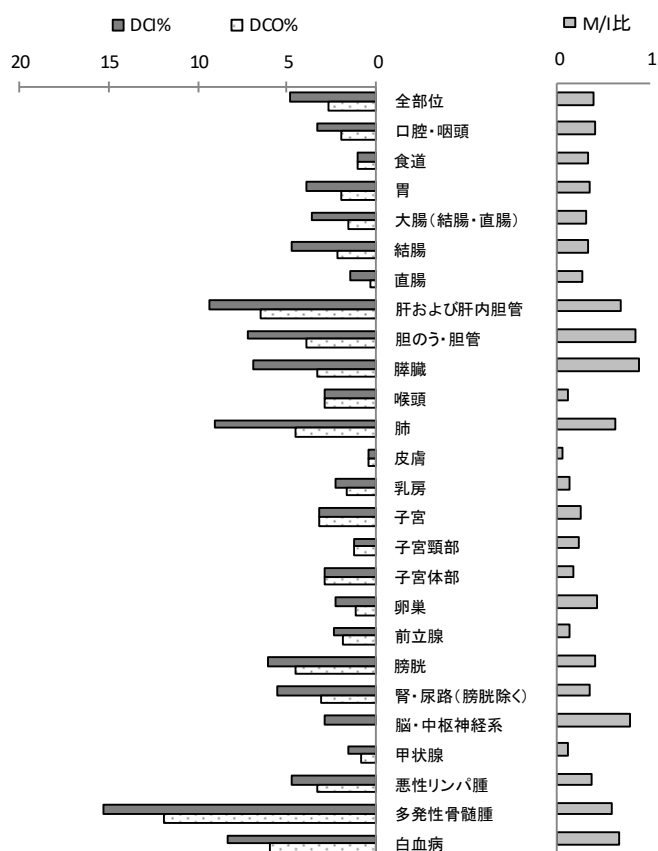 DCI% DCO% M/I比
20 15 10 5 0 0 1
全部位
口腔・咽頭
食道
胃
大腸(結腸・直腸)
結腸
直腸
肝および肝内胆管
胆のう・胆管
膵臓
喉頭
肺
皮膚
乳房
子宮
子宮頸部
子宮体部
卵巣
前立腺
膀胱
腎・尿路(膀胱除く)
脳・中枢神経系
甲状腺
悪性リンパ腫
多発性骨髄腫
白血病